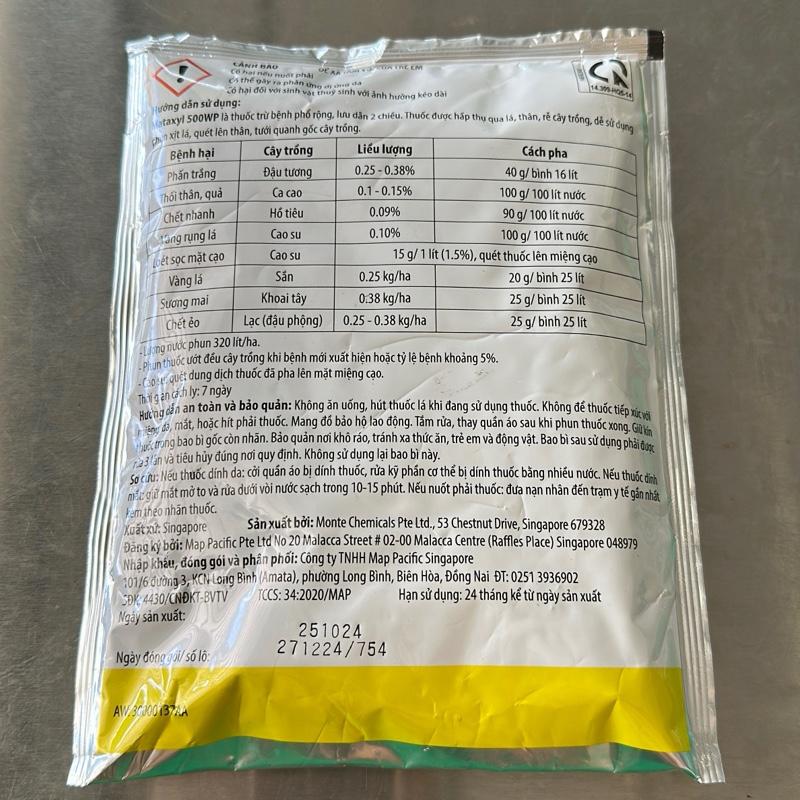 CẢNH BÁO
Có hại nếu nuốt phải
Có thể gây ra phản ứng dị ứng da
Có hại đối với sinh vật thuỷ sinh với ảnh hưởng kéo dài
14.399-HQ5-14
Hướng dẫn sử dụng:
Mataxyl 500WP là thuốc trừ bệnh phổ rộng, lưu dẫn 2 chiều. Thuốc được hấp thụ qua lá, thân, rễ cây trồng, dễ sử dụng
phun xịt lá, quét lên thân, tưới quanh gốc cây trồng.
Bệnh hại Cây trồng Liều lượng Cách pha
Phấn trắng Đậu tương 0.25 - 0.38% 40 g/ bình 16 lít
Thối thân, quả Ca cao 0.1 - 0.15% 100 g/ 100 lít nước
Chết nhanh Hồ tiêu 0.09% 90 g/ 100 lít nước
Vàng rụng lá Cao su 0.10% 100 g/ 100 lít nước
Loét sọc mặt cạo Cao su 15 g/ 1 lít (1.5%), quét thuốc lên miệng cạo
Vàng lá Sắn 0.25 kg/ha 20 g/ bình 25 lít
Sương mai Khoai tây 0:38 kg/ha 25 g/ bình 25 lít
Chết ẻo Lạc (đậu phộng) 0.25 - 0.38 kg/ha 25 g/ bình 25 lít
- Lượng nước phun 320 lít/ha.
- Phun thuốc ướt đều cây trồng khi bệnh mới xuất hiện hoặc tỷ lệ bệnh khoảng 5%.
- Cao su: quét dung dịch thuốc đã pha lên mặt miệng cạo.
Thời gian cách ly: 7 ngày
Hướng dẫn an toàn và bảo quản: Không ăn uống, hút thuốc lá khi đang sử dụng thuốc. Không để thuốc tiếp xúc với
miệng, da, mắt, hoặc hít phải thuốc. Mang đồ bảo hộ lao động. Tắm rửa, thay quần áo sau khi phun thuốc xong. Giữ kín
thuốc trong bao bì gốc còn nhãn. Bảo quản nơi khô ráo, tránh xa thức ăn, trẻ em và động vật. Bao bì sau sử dụng phải được
rửa 3 lần và tiêu hủy đúng nơi quy định. Không sử dụng lại bao bì này.
Sơ cứu: Nếu thuốc dính da: cởi quần áo bị dính thuốc, rửa kỹ phần cơ thể bị dính thuốc bằng nhiều nước. Nếu thuốc dính
mắt: giữ mắt mở to và rửa dưới vòi nước sạch trong 10-15 phút. Nếu nuốt phải thuốc: đưa nạn nhân đến trạm y tế gần nhất
kèm theo nhãn thuốc.
Xuất xứ: Singapore Sản xuất bởi: Monte Chemicals Pte Ltd., 53 Chestnut Drive, Singapore 679328
Đăng ký bởi: Map Pacific Pte Ltd No 20 Malacca Street # 02-00 Malacca Centre (Raffles Place) Singapore 048979
Nhập khẩu, đóng gói và phân phối: Công ty TNHH Map Pacific Singapore
101/6 đường 3, KCN Long Bình (Amata), phường Long Bình, Biên Hòa, Đồng Nai ĐT: 0251 3936902
SĐK: 4430/CNĐKT-BVTV TCCS: 34:2020/MAP Hạn sử dụng: 24 tháng kể từ ngày sản xuất
Ngày sản xuất:
251024
Ngày đóng gói/ số lô: 271224/754
AW: 30000137AA